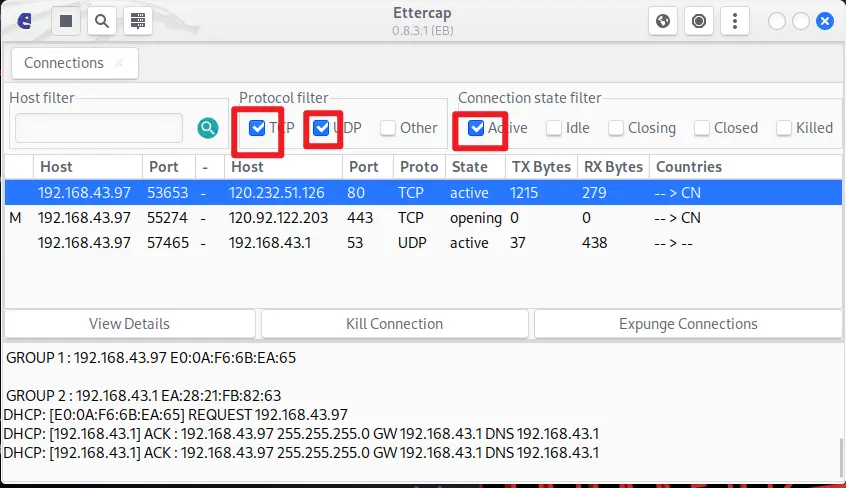 Ettercap
0.8.3.1 (EB)
Connections ×
Host filter
Protocol filter
Connection state filter
TCP UDP Other
Active Idle Closing Closed Killed
Host Port - Host Port Proto State TX Bytes RX Bytes Countries
192.168.43.97 53653 - 120.232.51.126 80 TCP active 1215 279 -- > CN
M 192.168.43.97 55274 - 120.92.122.203 443 TCP opening 0 0 -- > CN
192.168.43.97 57465 - 192.168.43.1 53 UDP active 37 438 -- > --
View Details Kill Connection Expunge Connections
GROUP 1 : 192.168.43.97 E0:0A:F6:6B:EA:65
GROUP 2 : 192.168.43.1 EA:28:21:FB:82:63
DHCP: [E0:0A:F6:6B:EA:65] REQUEST 192.168.43.97
DHCP: [192.168.43.1] ACK : 192.168.43.97 255.255.255.0 GW 192.168.43.1 DNS 192.168.43.1
DHCP: [192.168.43.1] ACK : 192.168.43.97 255.255.255.0 GW 192.168.43.1 DNS 192.168.43.1